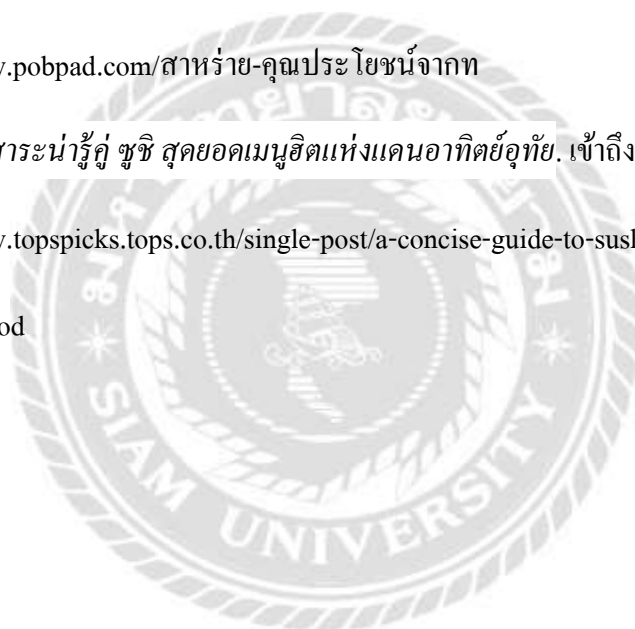 .pobpad.com/สาหร่าย-คุณประโยชน์จากท
าระน่ารู้คู่ ซูชิ สุดยอดเมนูฮิตแห่งแดนอาทิตย์อุทัย. เข้าถึง
.topspicks.tops.co.th/single-post/a-concise-guide-to-sus
od
SIAM UNIVERSITY